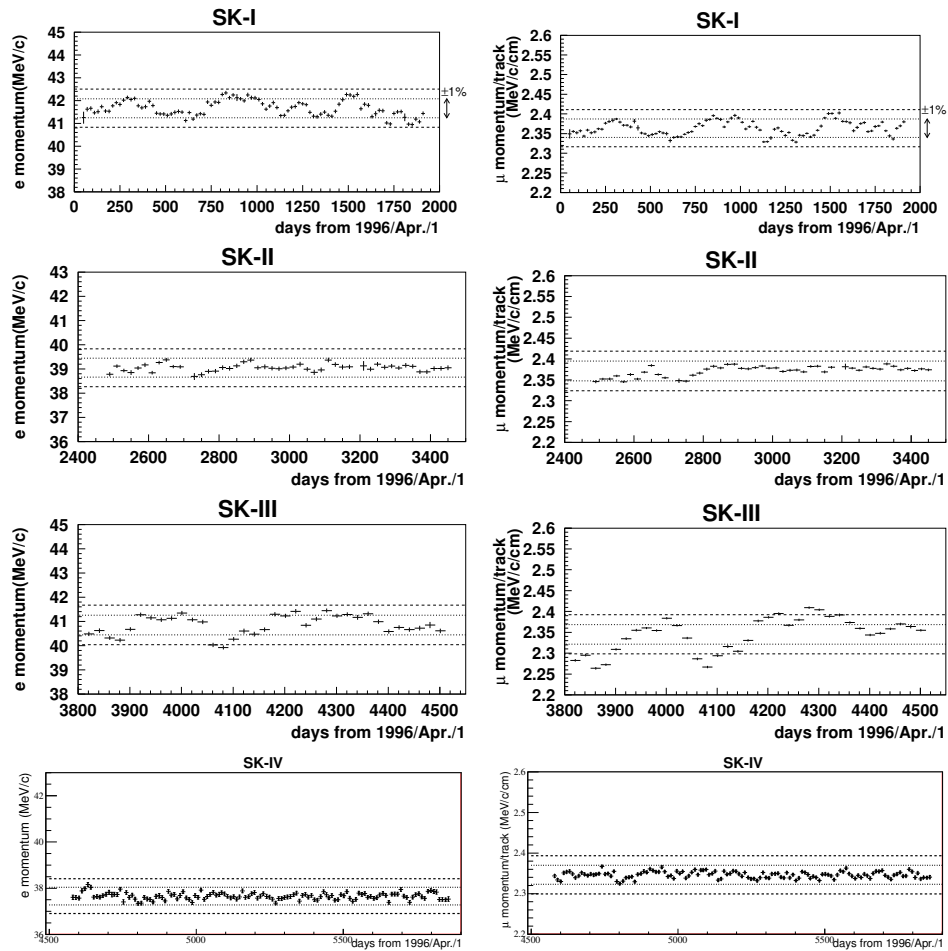 SK-I
e momentum(MeV/c)
45
44
43
42
41
40
39
38
±1%
0 250 500 750 1000 1250 1500 1750 2000
days from 1996/Apr./1
SK-I
μ momentum/track
(MeV/c/cm)
2.6
2.55
2.5
2.45
2.4
2.35
2.3
2.25
2.2
±1%
0 250 500 750 1000 1250 1500 1750 2000
days from 1996/Apr./1
SK-II
e momentum(MeV/c)
43
42
41
40
39
38
37
36
2400 2600 2800 3000 3200 3400
days from 1996/Apr./1
SK-II
μ momentum/track
(MeV/c/cm)
2.6
2.55
2.5
2.45
2.4
2.35
2.3
2.25
2.2
2400 2600 2800 3000 3200 3400
days from 1996/Apr./1
SK-III
e momentum(MeV/c)
45
44
43
42
41
40
39
38
3800 3900 4000 4100 4200 4300 4400 4500
days from 1996/Apr./1
SK-III
μ momentum/track
(MeV/c/cm)
2.6
2.55
2.5
2.45
2.4
2.35
2.3
2.25
2.2
3800 3900 4000 4100 4200 4300 4400 4500
days from 1996/Apr./1
SK-IV
e momentum (MeV/c)
42
40
38
36
4500 5000 5500
days from 1996/Apr./1
SK-IV
μ momentum/track (MeV/c/cm)
2.6
2.5
2.4
2.3
2.2
4500 5000 5500
days from 1996/Apr./1